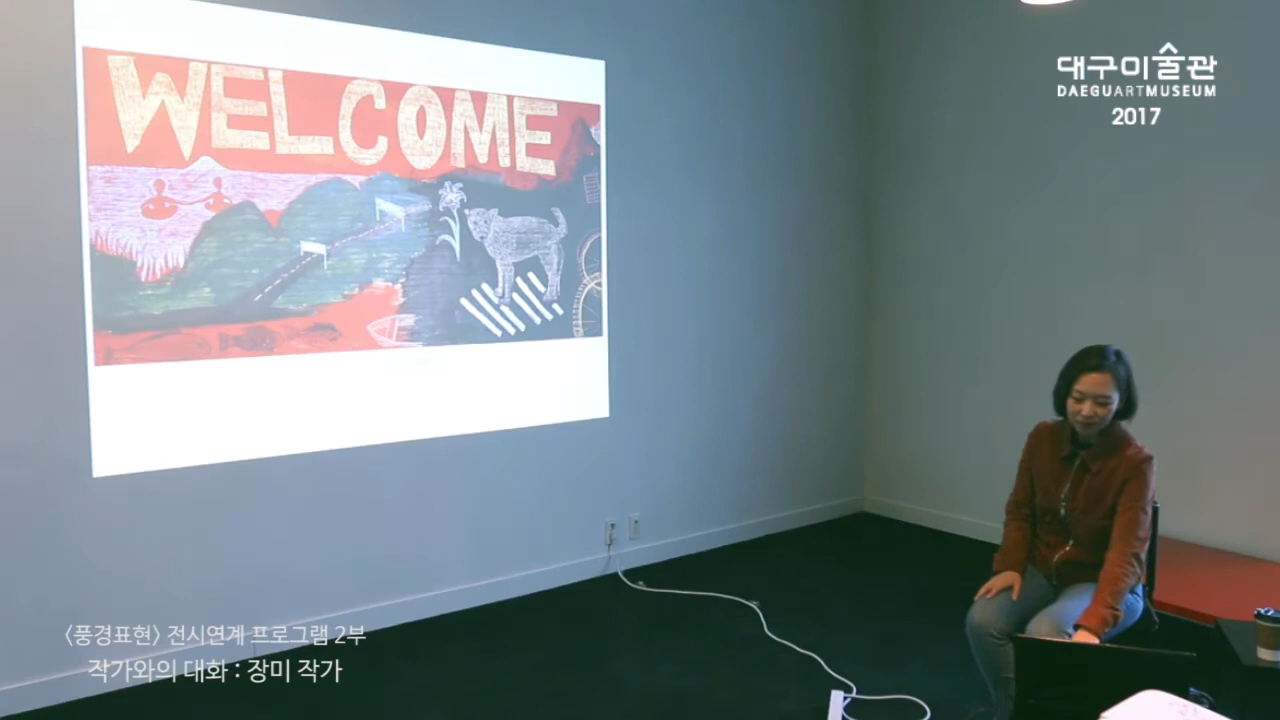 WELCOME
대구미술관
DAEGUARTMUSEUM
2017
〈풍경표현〉 전시연계 프로그램 2부
작가와의 대화 : 장미 작가